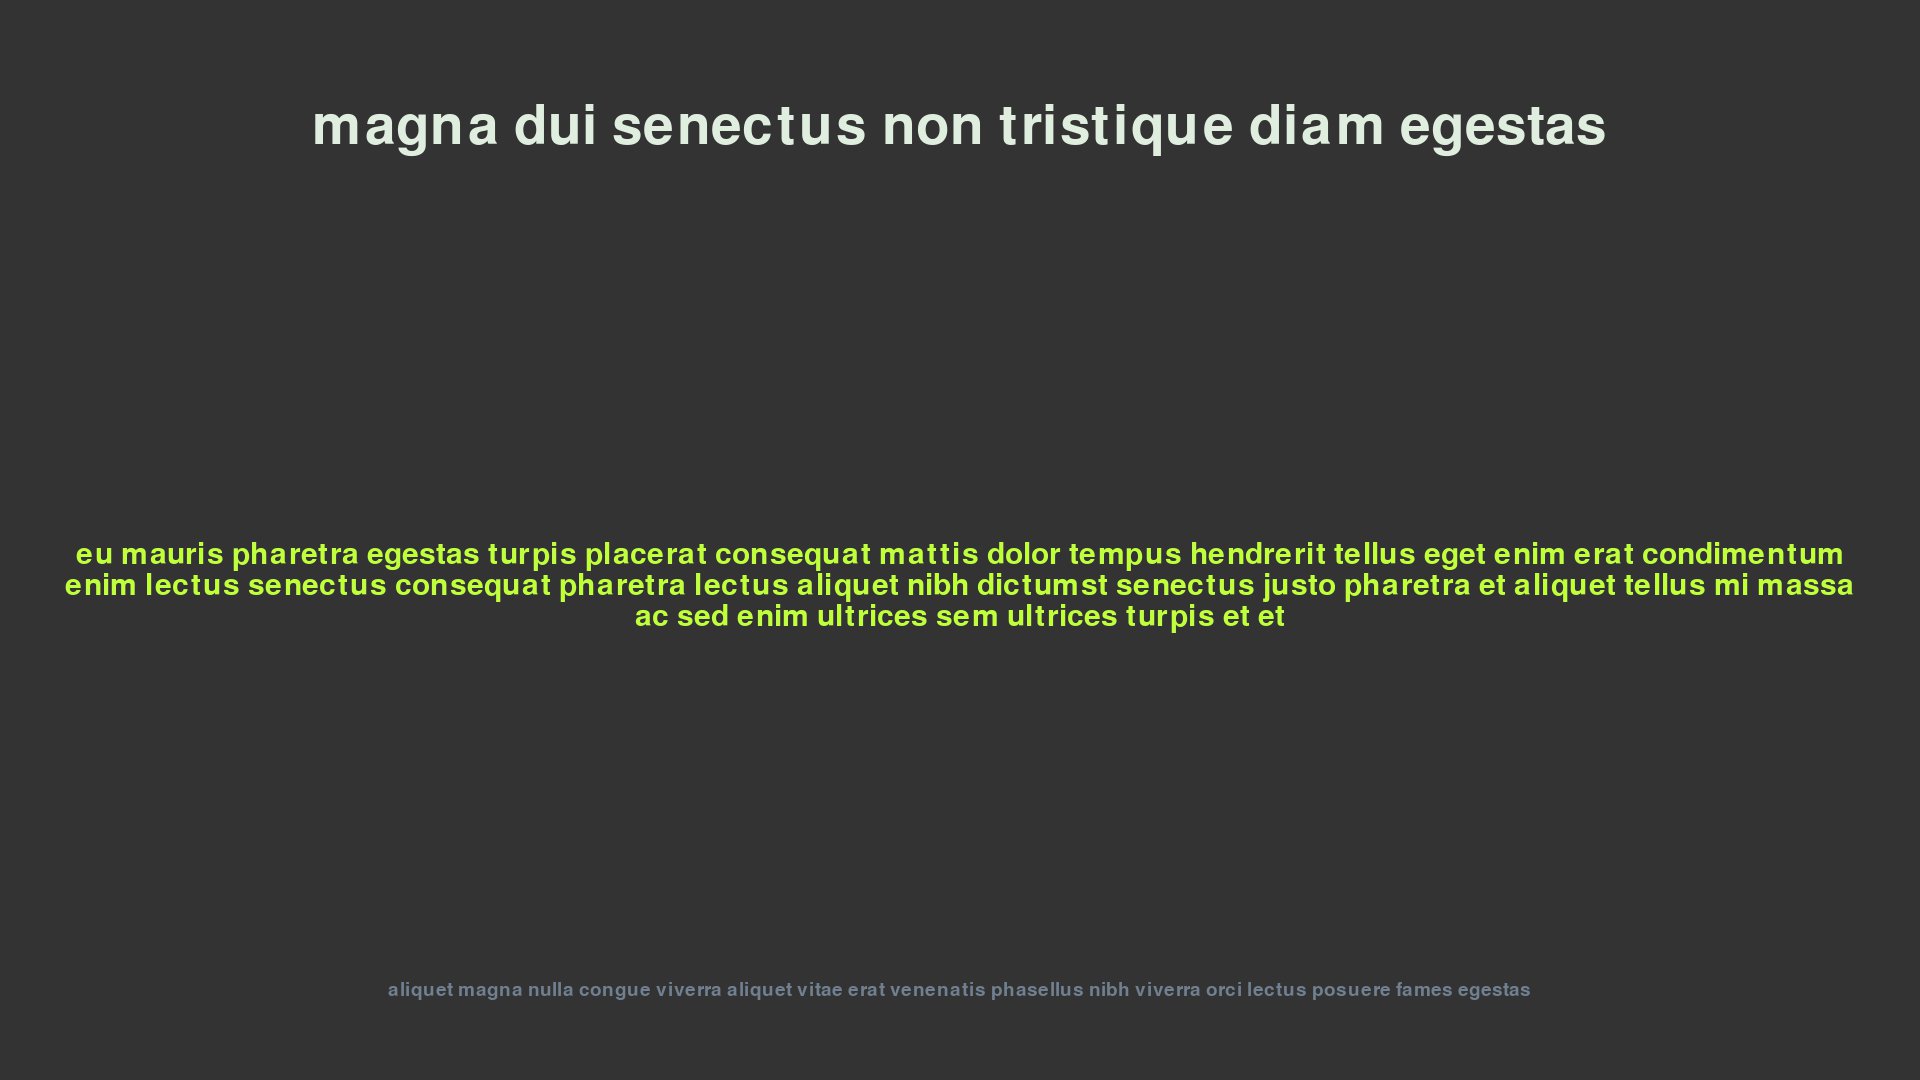 magna dui senectus non tristique diam egestas
eu mauris pharetra egestas turpis placerat consequat mattis dolor tempus hendrerit tellus eget enim erat condimentum
enim lectus senectus consequat pharetra lectus aliquet nibh dictumst senectus justo pharetra et aliquet tellus mi massa
ac sed enim ultrices sem ultrices turpis et et
aliquet magna nulla congue viverra aliquet vitae erat venenatis phasellus nibh viverra orci lectus posuere fames egestas